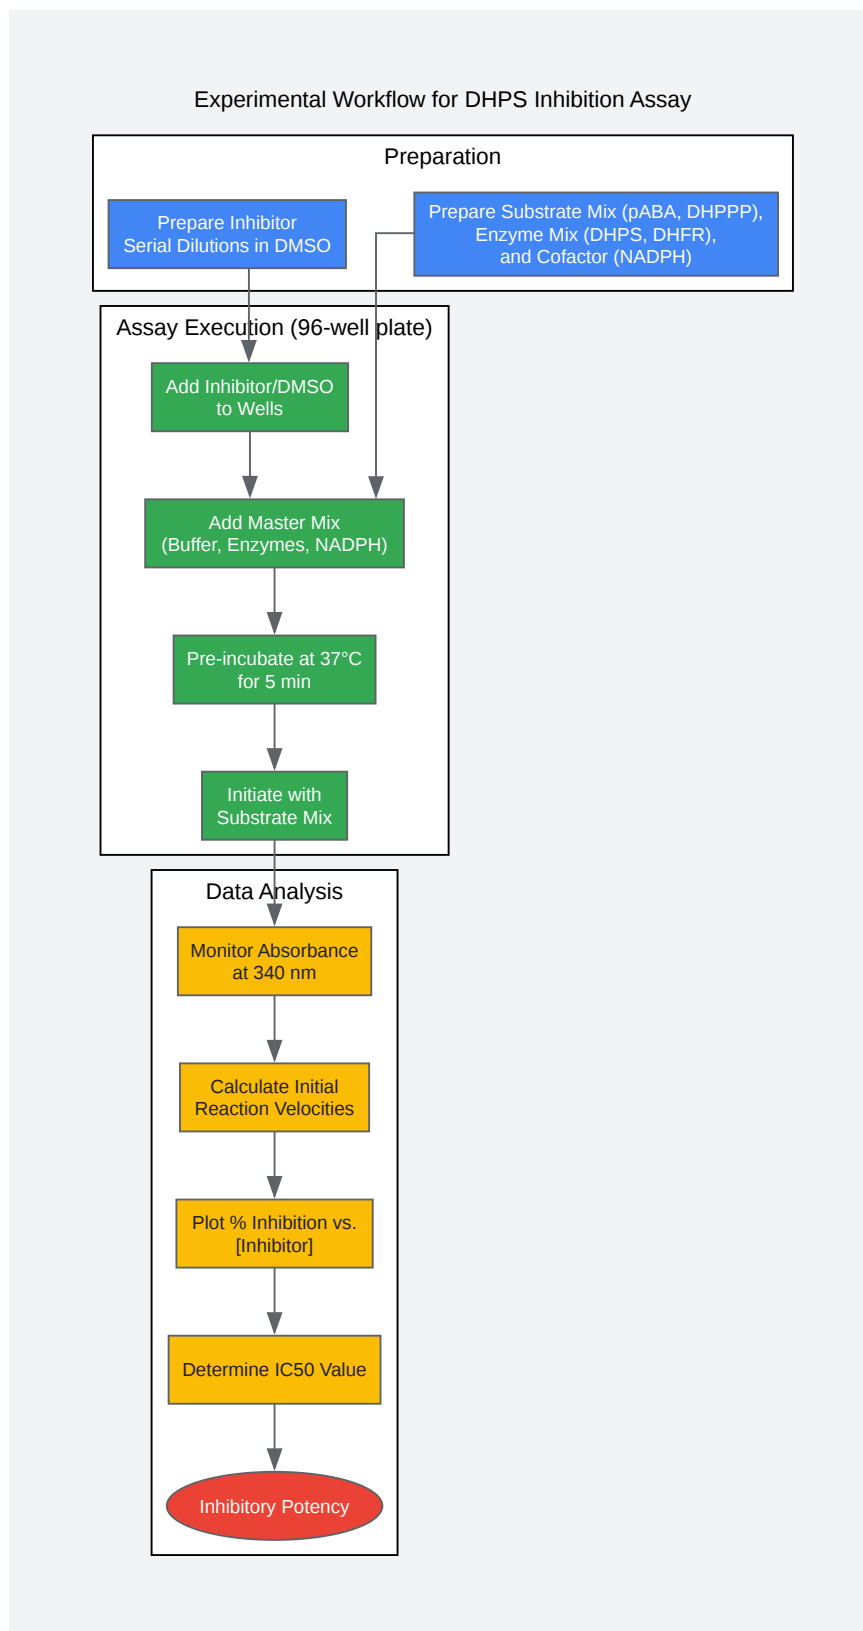 Experimental Workflow for DHPS Inhibition Assay
Preparation
Prepare Inhibitor
Serial Dilutions in DMSO
Prepare Substrate Mix (pABA, DHPPP),
Enzyme Mix (DHPS, DHFR),
and Cofactor (NADPH)
Assay Execution (96-well plate)
Add Inhibitor/DMSO
to Wells
Add Master Mix
(Buffer, Enzymes, NADPH)
Pre-incubate at 37°C
for 5 min
Initiate with
Substrate Mix
Data Analysis
Monitor Absorbance
at 340 nm
Calculate Initial
Reaction Velocities
Plot % Inhibition vs.
[Inhibitor]
Determine IC50 Value
Inhibitory Potency